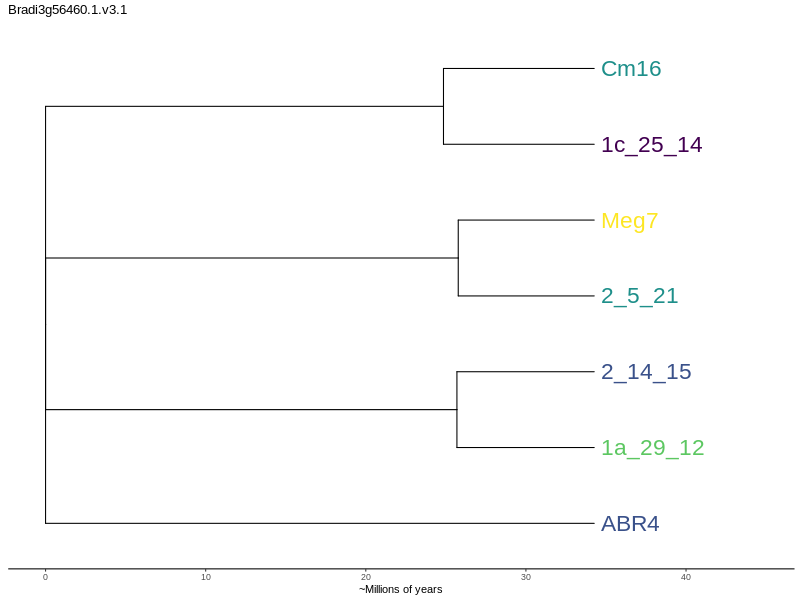 Bradi3g56460.1.v3.1
Cm16
1c_25_14
Meg7
2_5_21
2_14_15
1a_29_12
ABR4
0 10 20 30 40
~Millions of years